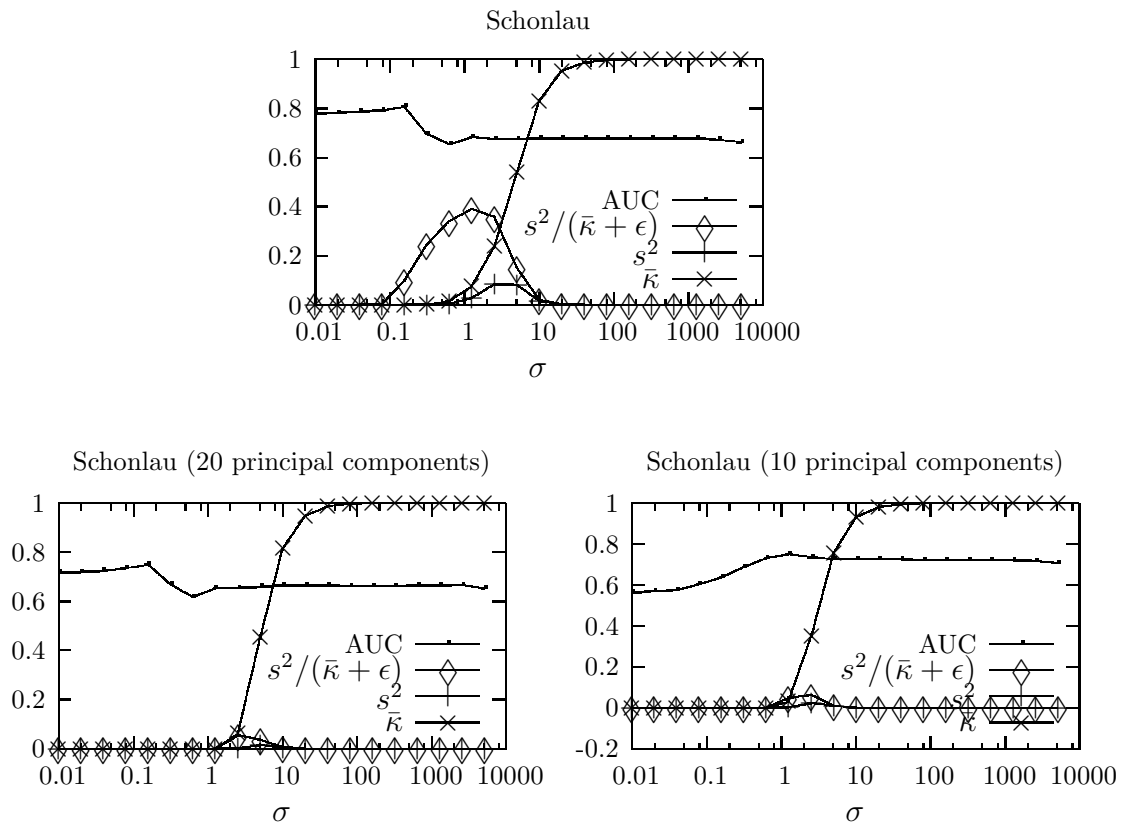 Schonlau
1
0.8
0.6
0.4
0.2
0
0.01 0.1 1 10 100 1000 10000
σ
AUC
s²/(κ̄ + ϵ)
s²
κ̄
Schonlau (20 principal components)
1
0.8
0.6
0.4
0.2
0
0.01 0.1 1 10 100 1000 10000
σ
AUC
s²/(κ̄ + ϵ)
s²
κ̄
Schonlau (10 principal components)
1
0.8
0.6
0.4
0.2
0
-0.2
0.01 0.1 1 10 100 1000 10000
σ
AUC
s²/(κ̄ + ϵ)
s²
κ̄